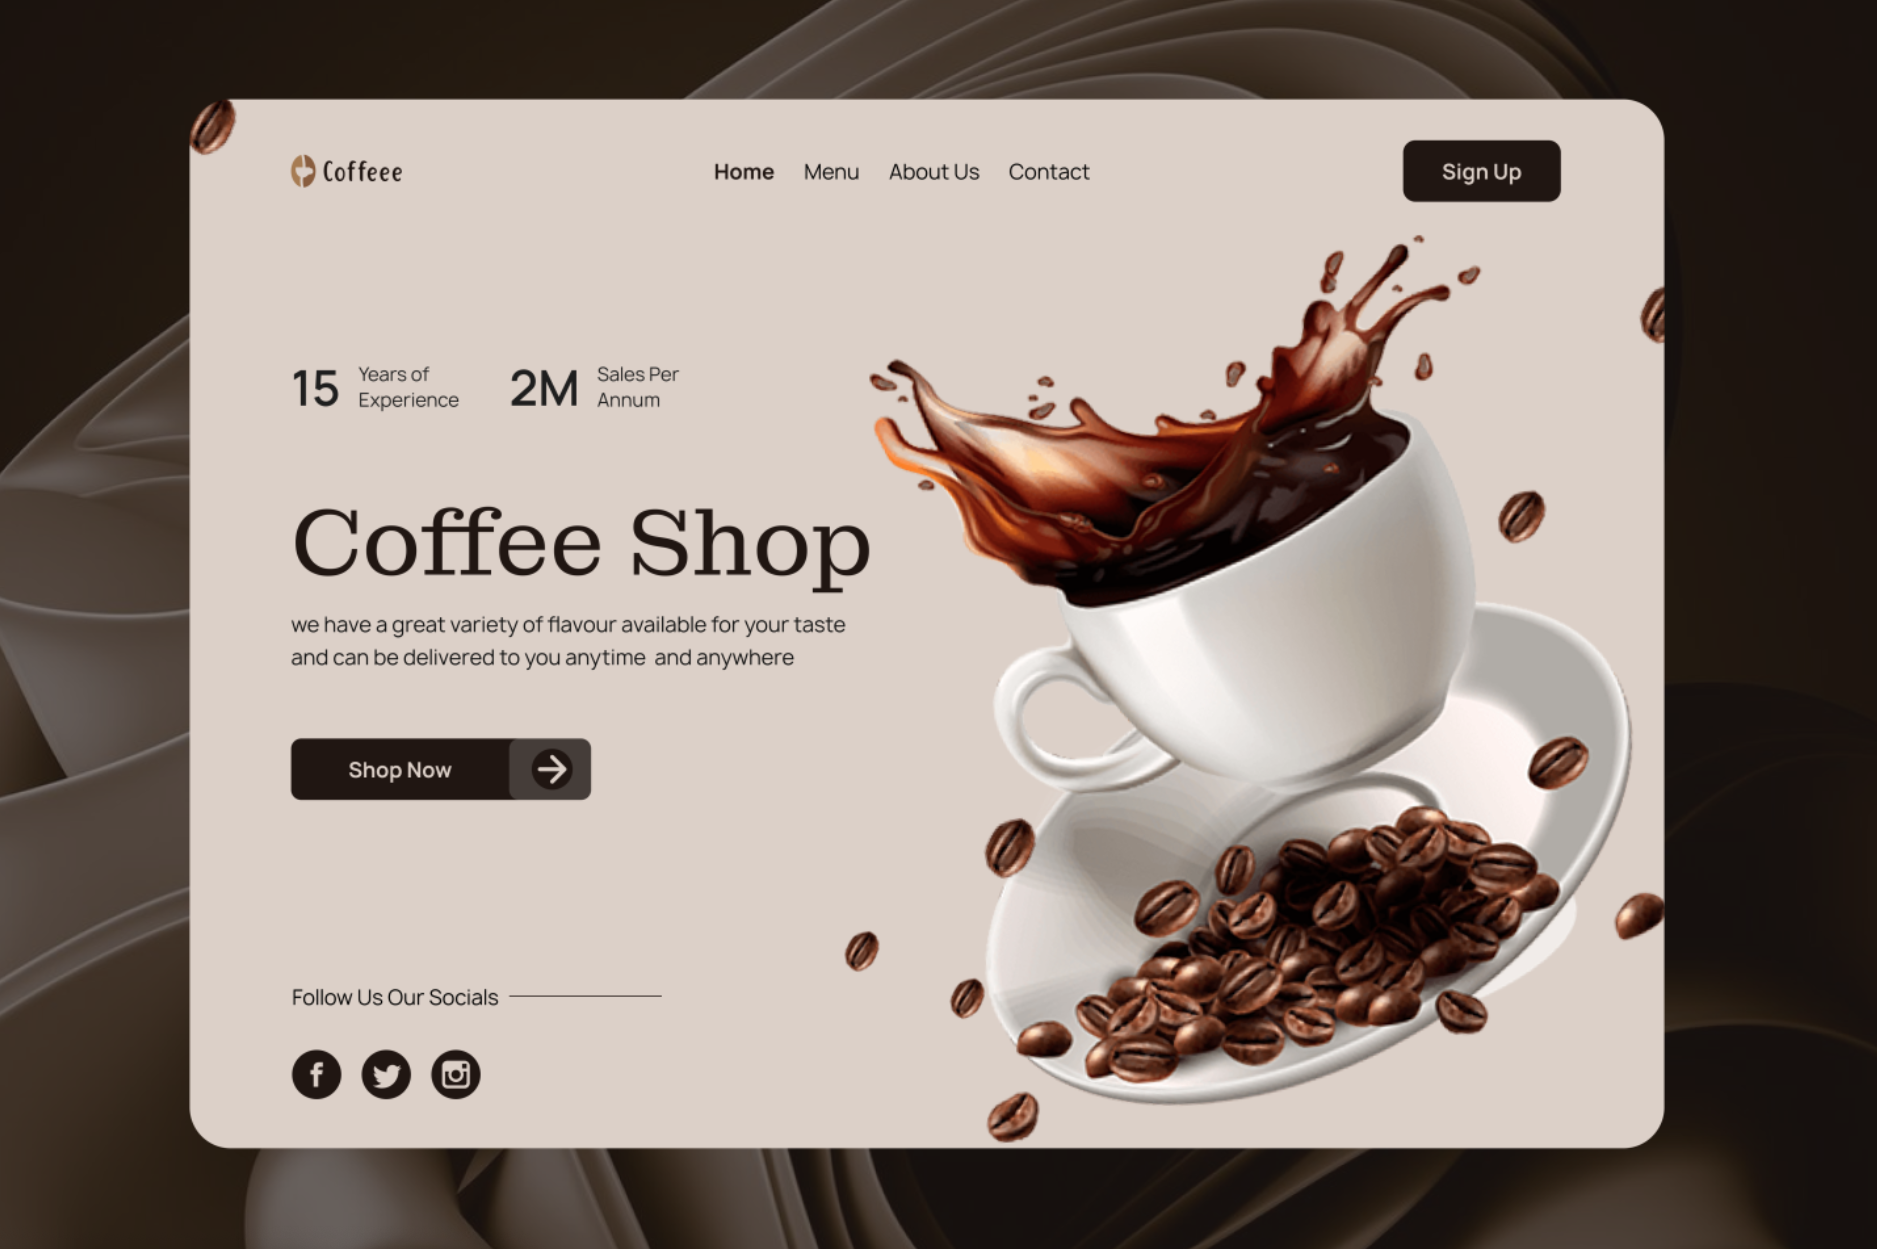 Coffeee
Home Menu About Us Contact
Sign Up
15 Years of
Experience
2M Sales Per
Annum
Coffee Shop
we have a great variety of flavour available for your taste
and can be delivered to you anytime  and anywhere
Shop Now
Follow Us Our Socials